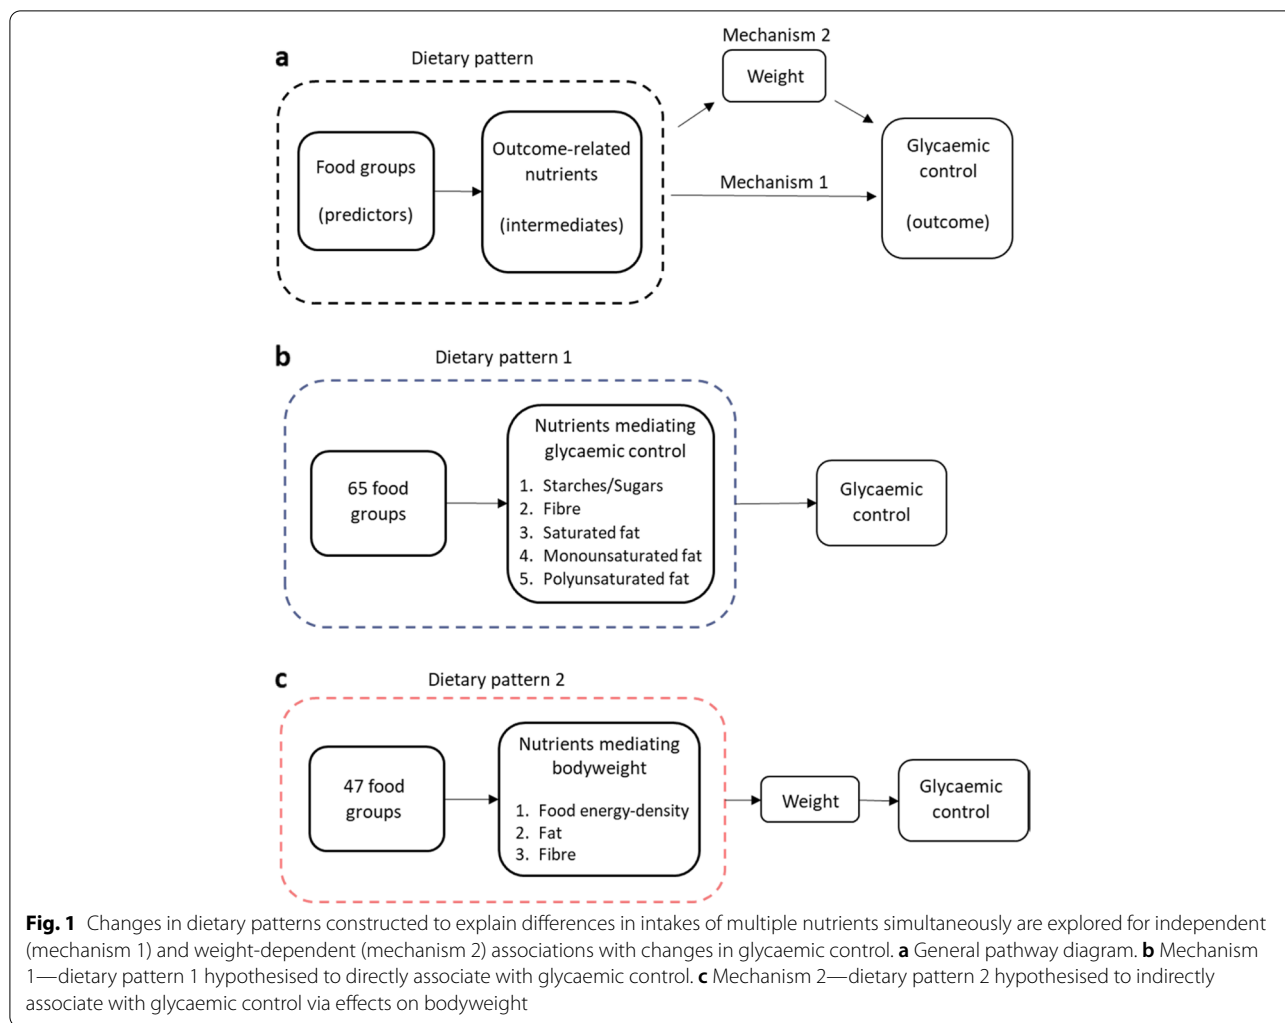 a
Dietary pattern
Mechanism 2
Weight
Food groups
(predictors)
Outcome-related
nutrients
(intermediates)
Mechanism 1
Glycaemic
control
(outcome)
b
Dietary pattern 1
65 food
groups
Nutrients mediating
glycaemic control
1. Starches/Sugars
2. Fibre
3. Saturated fat
4. Monounsaturated fat
5. Polyunsaturated fat
Glycaemic
control
c
Dietary pattern 2
47 food
groups
Nutrients mediating
bodyweight
1. Food energy-density
2. Fat
3. Fibre
Weight
Glycaemic
control
Fig. 1 Changes in dietary patterns constructed to explain differences in intakes of multiple nutrients simultaneously are explored for independent
(mechanism 1) and weight-dependent (mechanism 2) associations with changes in glycaemic control. a General pathway diagram. b Mechanism
1—dietary pattern 1 hypothesised to directly associate with glycaemic control. c Mechanism 2—dietary pattern 2 hypothesised to indirectly
associate with glycaemic control via effects on bodyweight